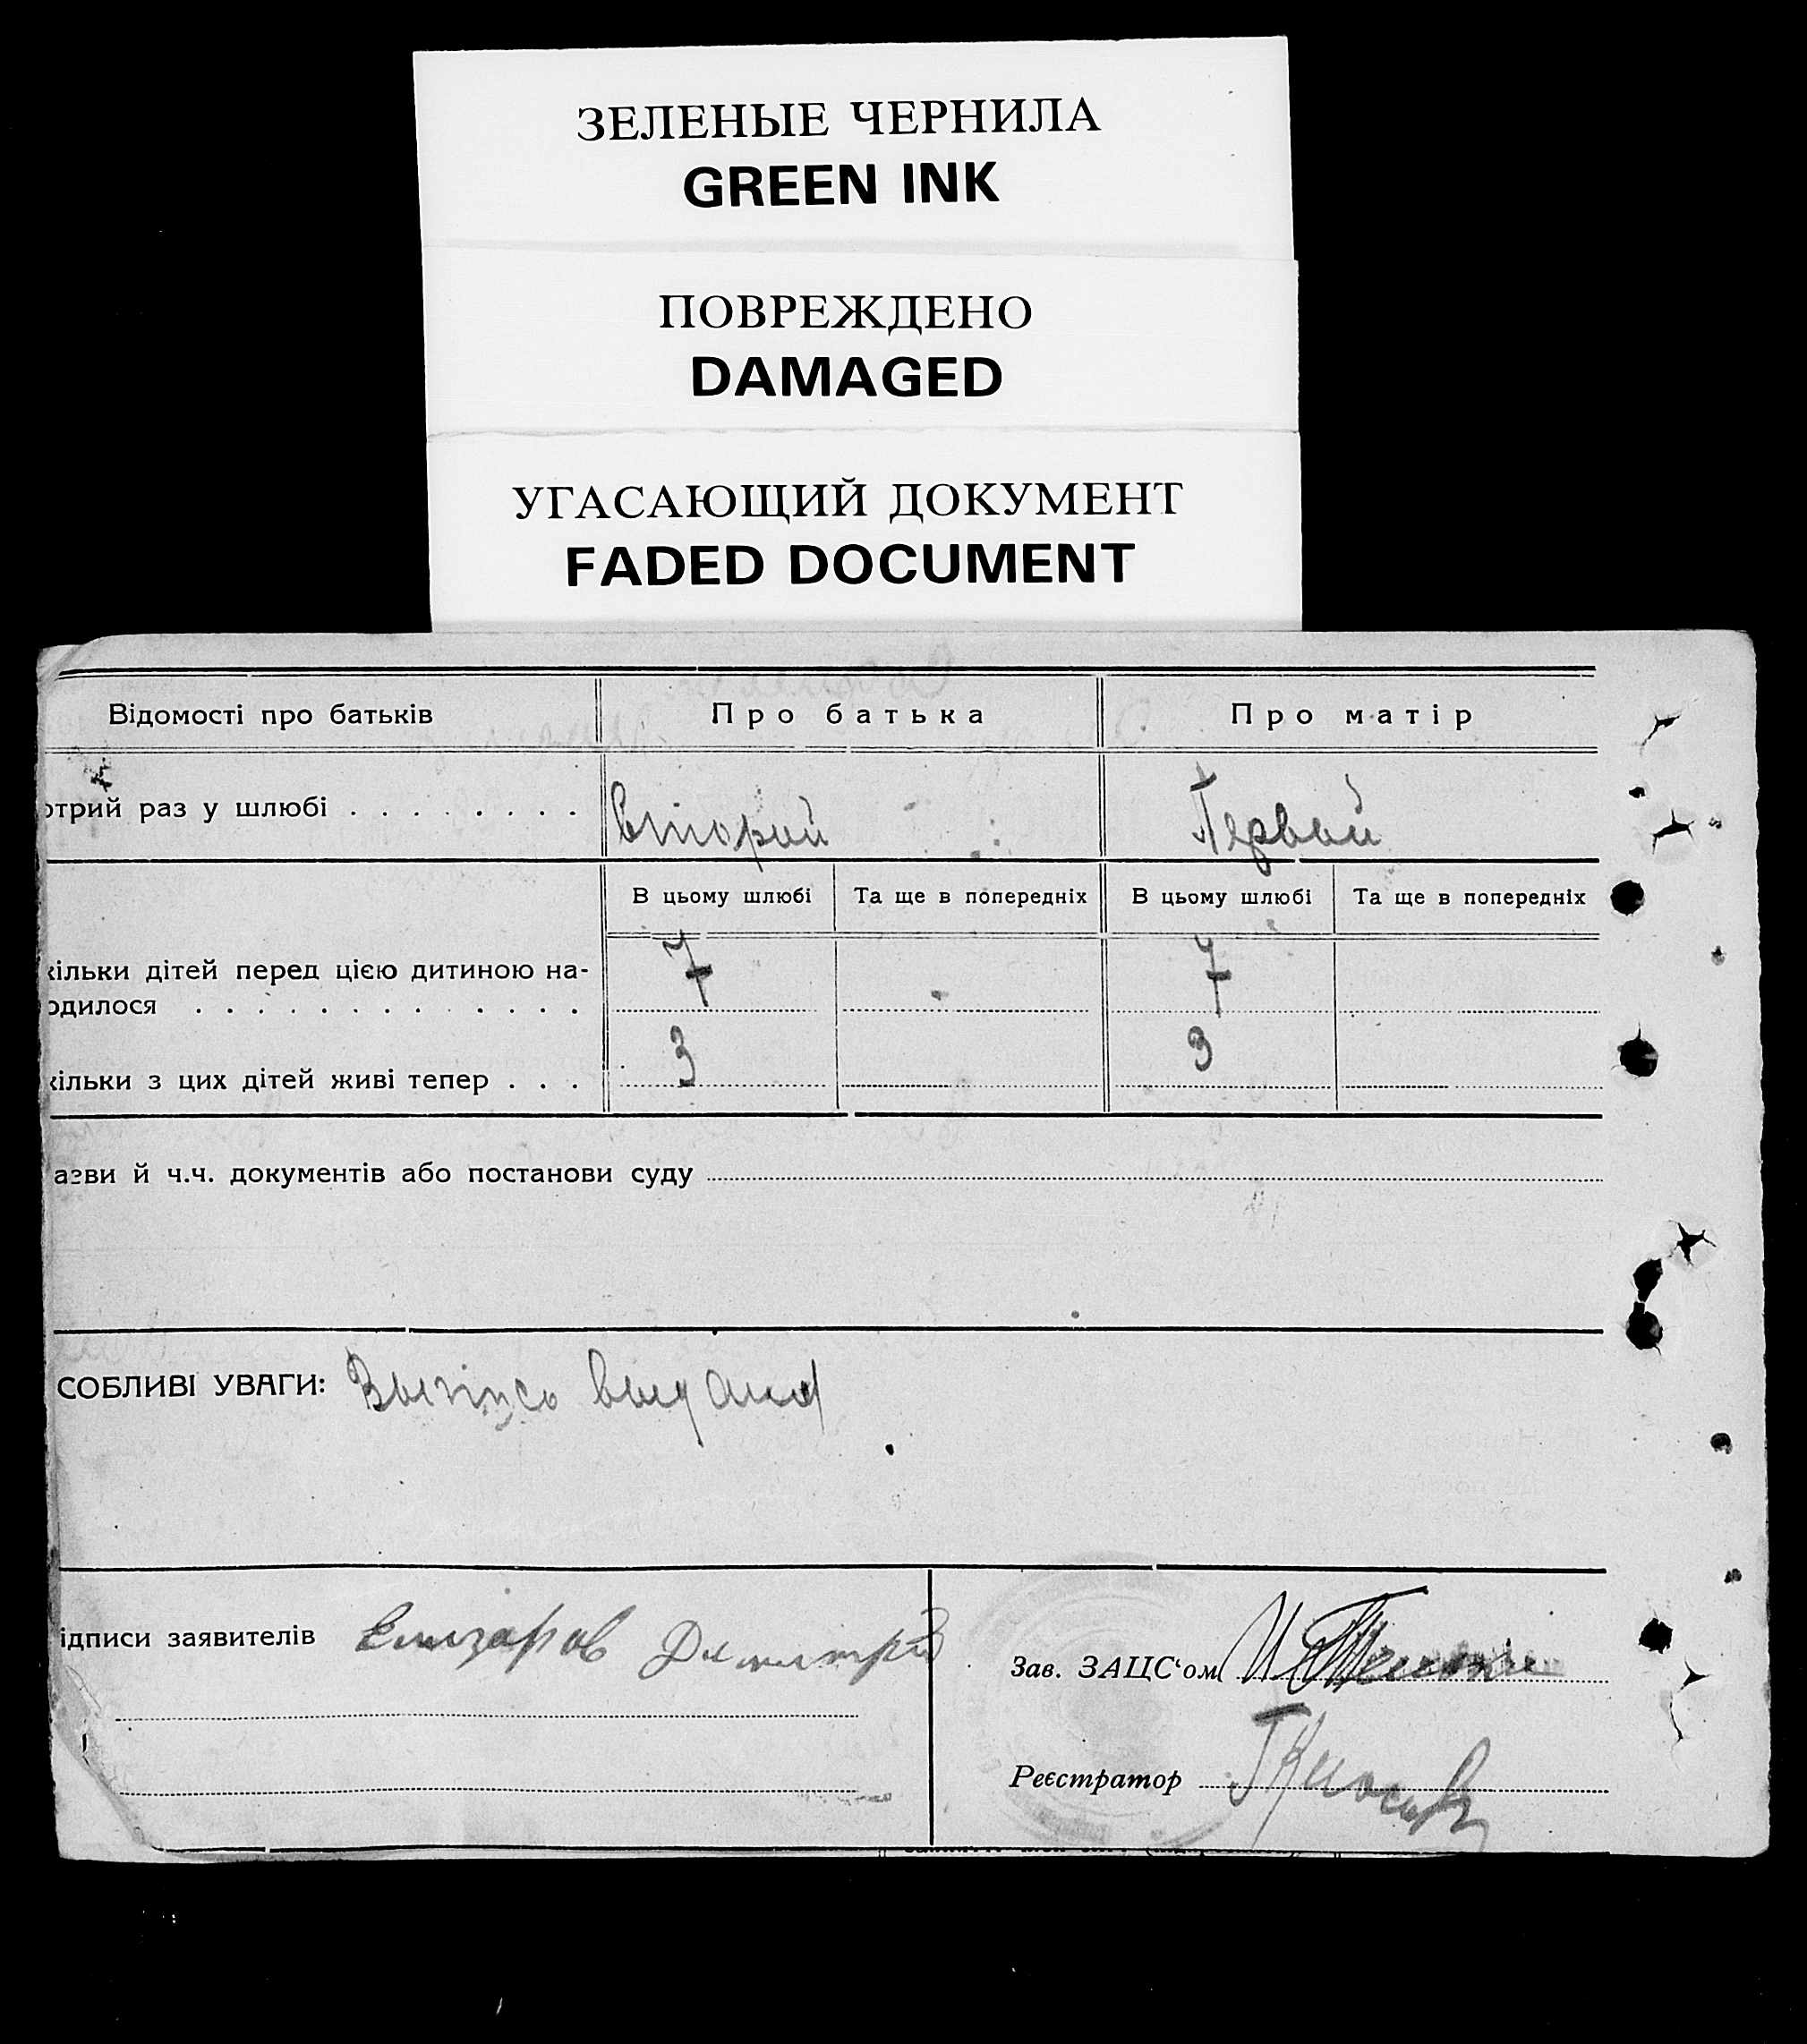 ЗЕЛЕНЫЕ ЧЕРНИЛА
GREEN INK
ПОВРЕЖДЕНО
DAMAGED
УГАСАЮЩИЙ ДОКУМЕНТ
FADED DOCUMENT
Відомості про батьків Про батька Про матір
отрий раз у шлюбі . . . . . . . . Второй Первый
В цьому шлюбі Та ще в попередніх В цьому шлюбі Та ще в попередніх
кільки дітей перед цією дитиною на-
одилося . . . . . . . . . . . . . 7 7
кільки з цих дітей живі тепер . . . 3 3
азви й ч.ч. документів або постанови суду
СОБЛИВІ УВАГИ: выдана
ідписи заявителів Елизаров Димитрий
Зав. ЗАЦС‘ом
Реєстратор